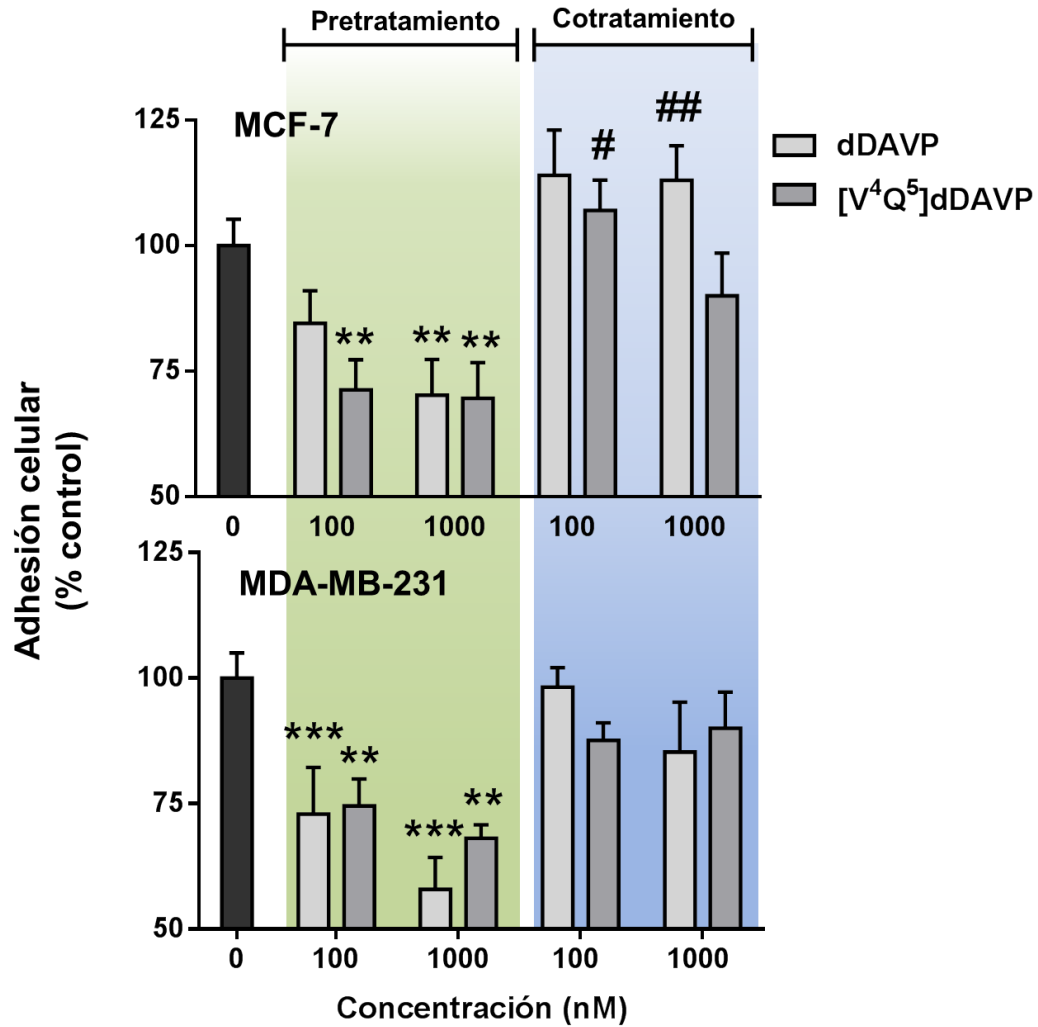 Pretratamiento
Cotratamiento
MCF-7
dDAVP
[V⁴Q⁵]dDAVP
Adhesión celular
(% control)
125
100
75
50
**
**
**
#
##
0 100 1000 100 1000
MDA-MB-231
125
100
75
50
***
**
***
**
0 100 1000 100 1000
Concentración (nM)